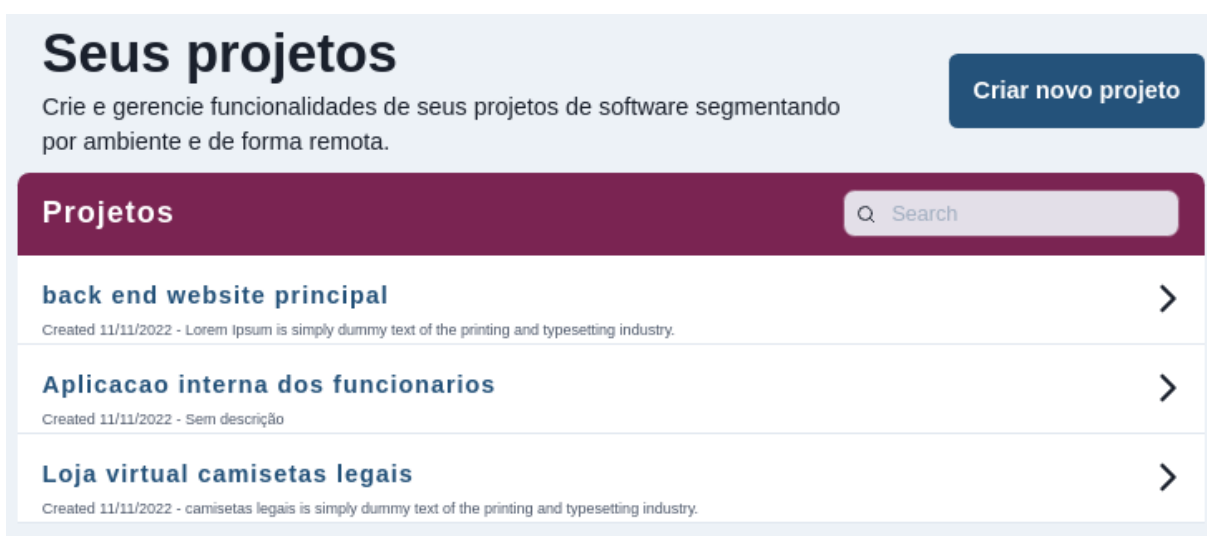 Seus projetos
Crie e gerencie funcionalidades de seus projetos de software segmentando
por ambiente e de forma remota.
Criar novo projeto
Projetos
Search
back end website principal
Created 11/11/2022 - Lorem Ipsum is simply dummy text of the printing and typesetting industry.
Aplicacao interna dos funcionarios
Created 11/11/2022 - Sem descrição
Loja virtual camisetas legais
Created 11/11/2022 - camisetas legais is simply dummy text of the printing and typesetting industry.